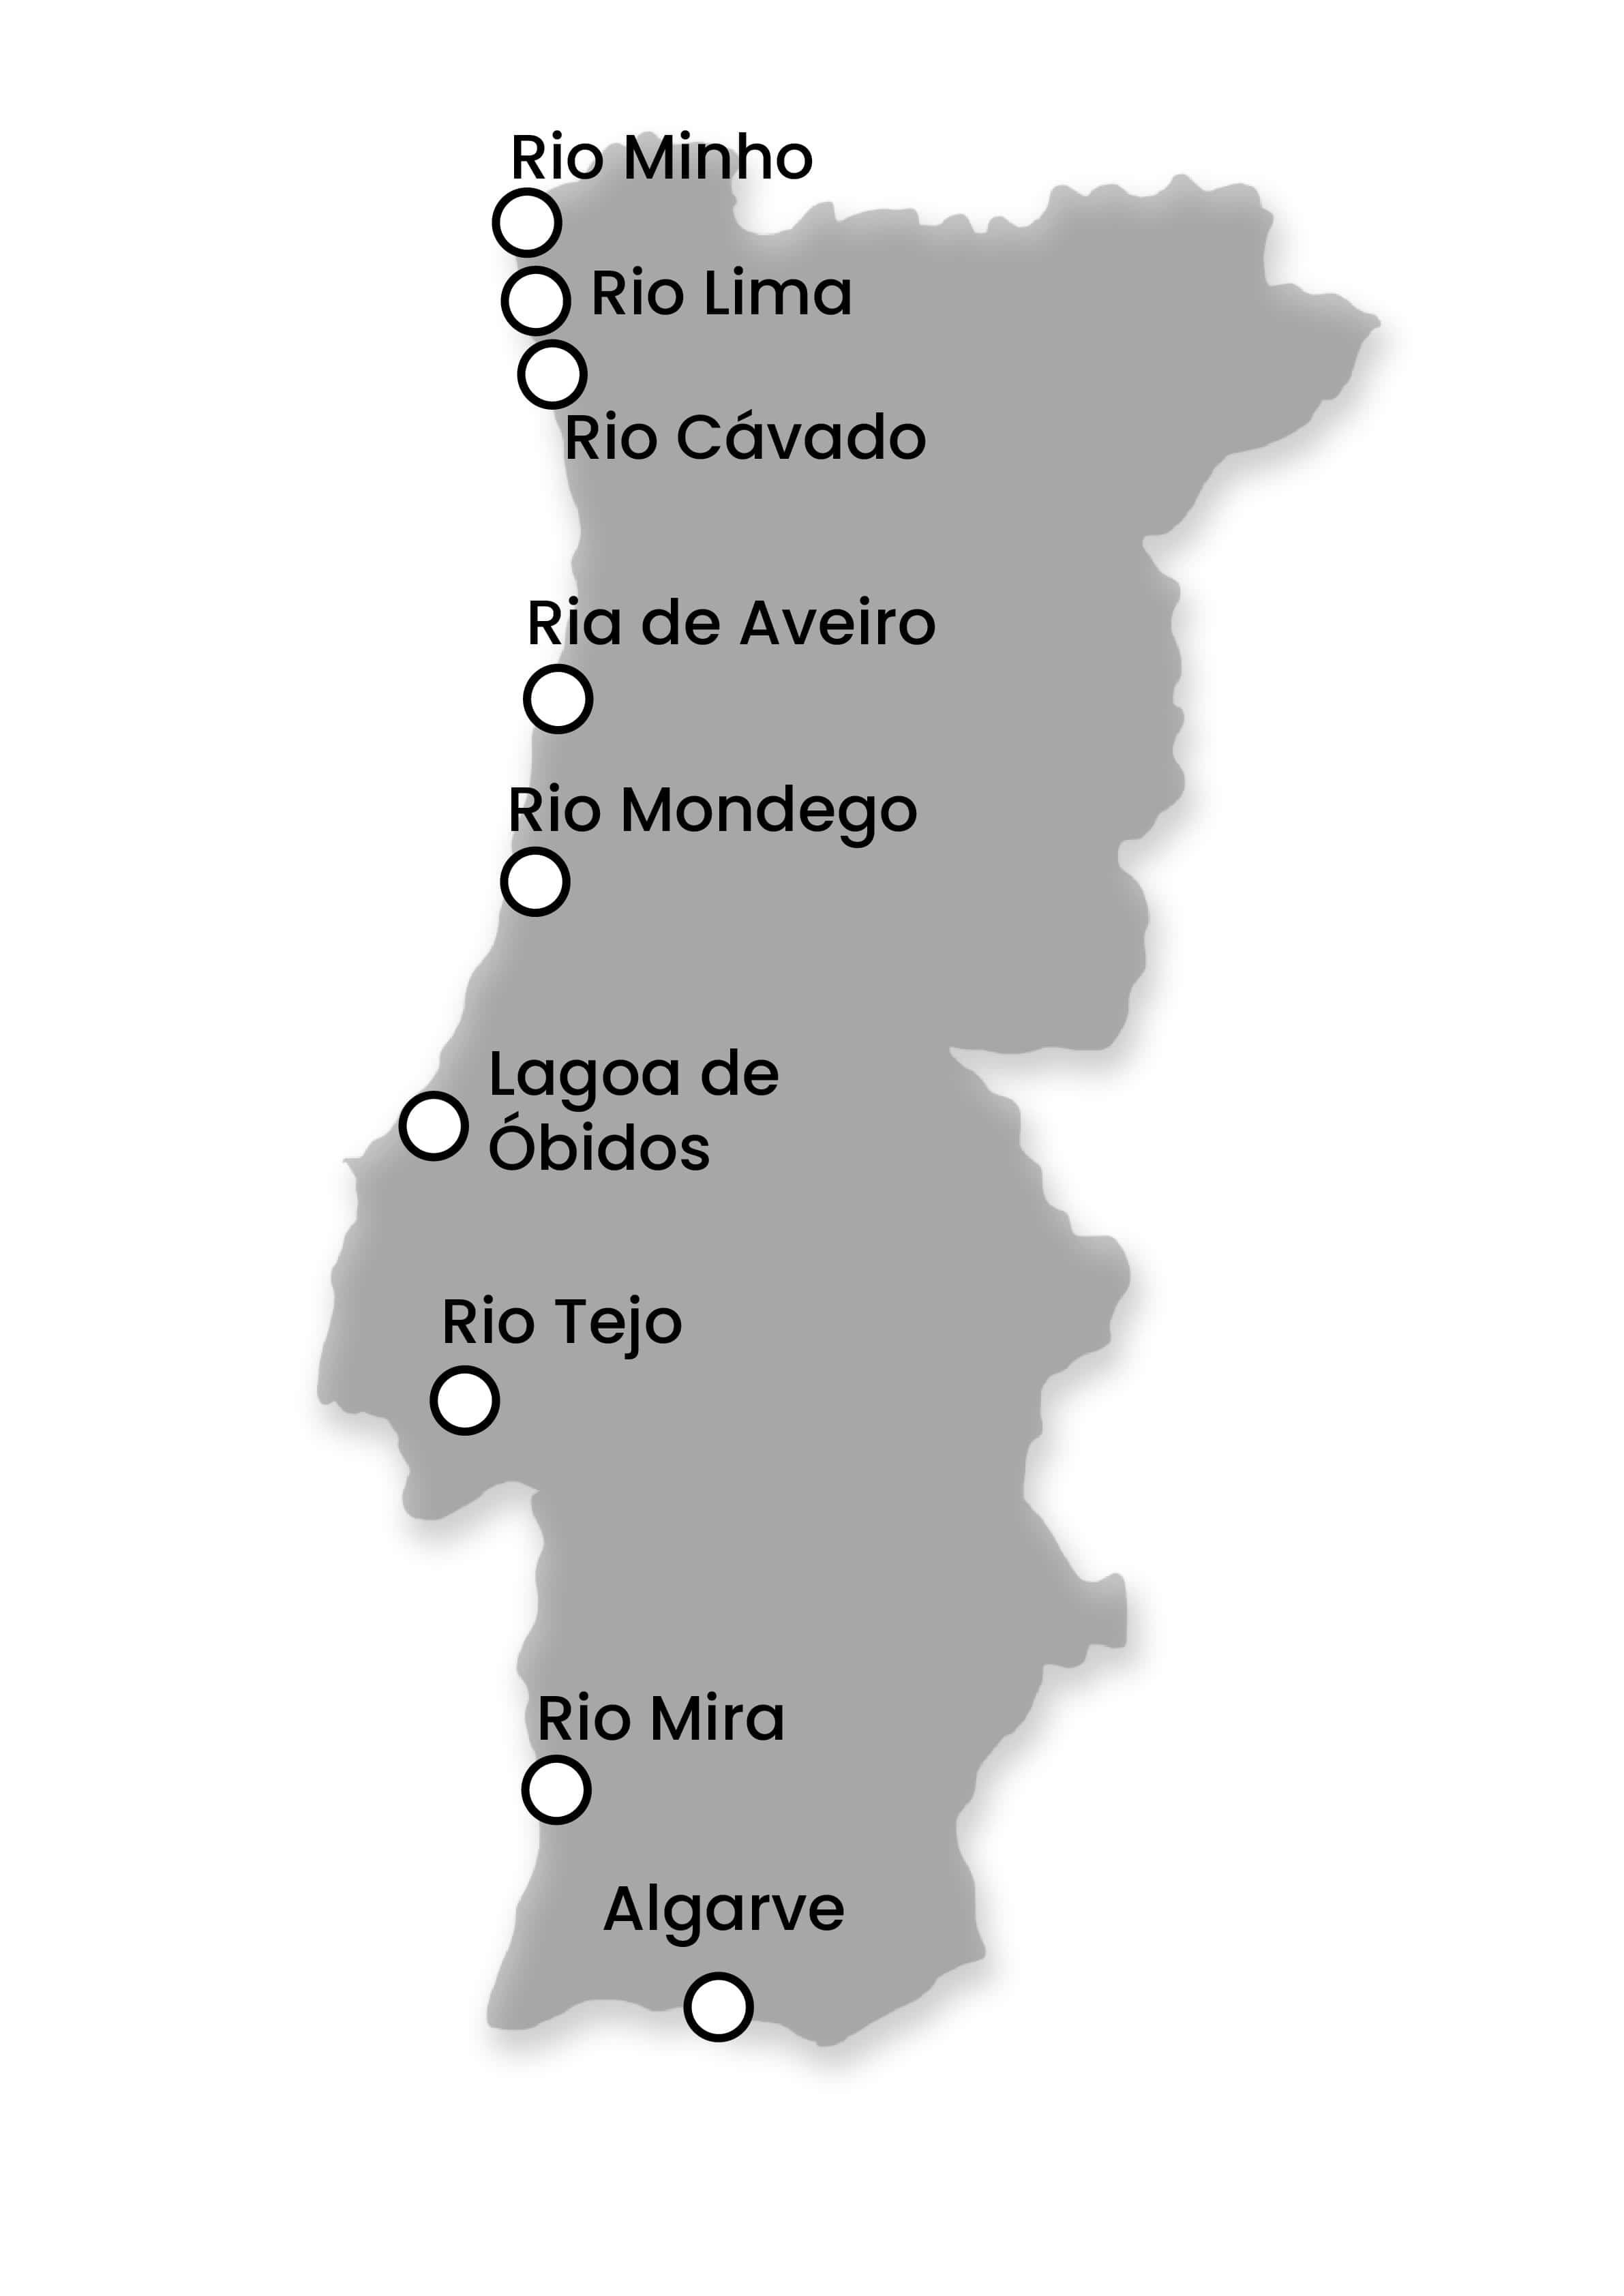 Rio Minho
Rio Lima
Rio Cávado
Ria de Aveiro
Rio Mondego
Lagoa de
Óbidos
Rio Tejo
Rio Mira
Algarve